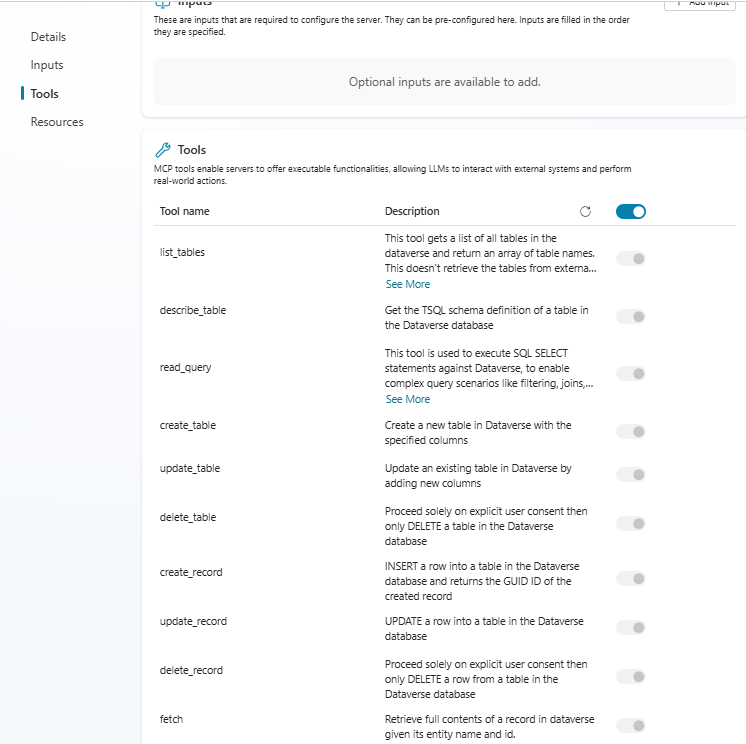 Details
Inputs
Tools
Resources
Inputs
Add input
These are inputs that are required to configure the server. They can be pre-configured here. Inputs are filled in the order
they are specified.
Optional inputs are available to add.
Tools
MCP tools enable servers to offer executable functionalities, allowing LLMs to interact with external systems and perform
real-world actions.
Tool name
Description
list_tables
This tool gets a list of all tables in the
dataverse and return an array of table names.
This doesn't retrieve the tables from externa...
See More
describe_table
Get the TSQL schema definition of a table in
the Dataverse database
read_query
This tool is used to execute SQL SELECT
statements against Dataverse, to enable
complex query scenarios like filtering, joins,...
See More
create_table
Create a new table in Dataverse with the
specified columns
update_table
Update an existing table in Dataverse by
adding new columns
delete_table
Proceed solely on explicit user consent then
only DELETE a table in the Dataverse
database
create_record
INSERT a row into a table in the Dataverse
database and returns the GUID ID of the
created record
update_record
UPDATE a row into a table in the Dataverse
database
delete_record
Proceed solely on explicit user consent then
only DELETE a row from a table in the
Dataverse database
fetch
Retrieve full contents of a record in dataverse
given its entity name and id.